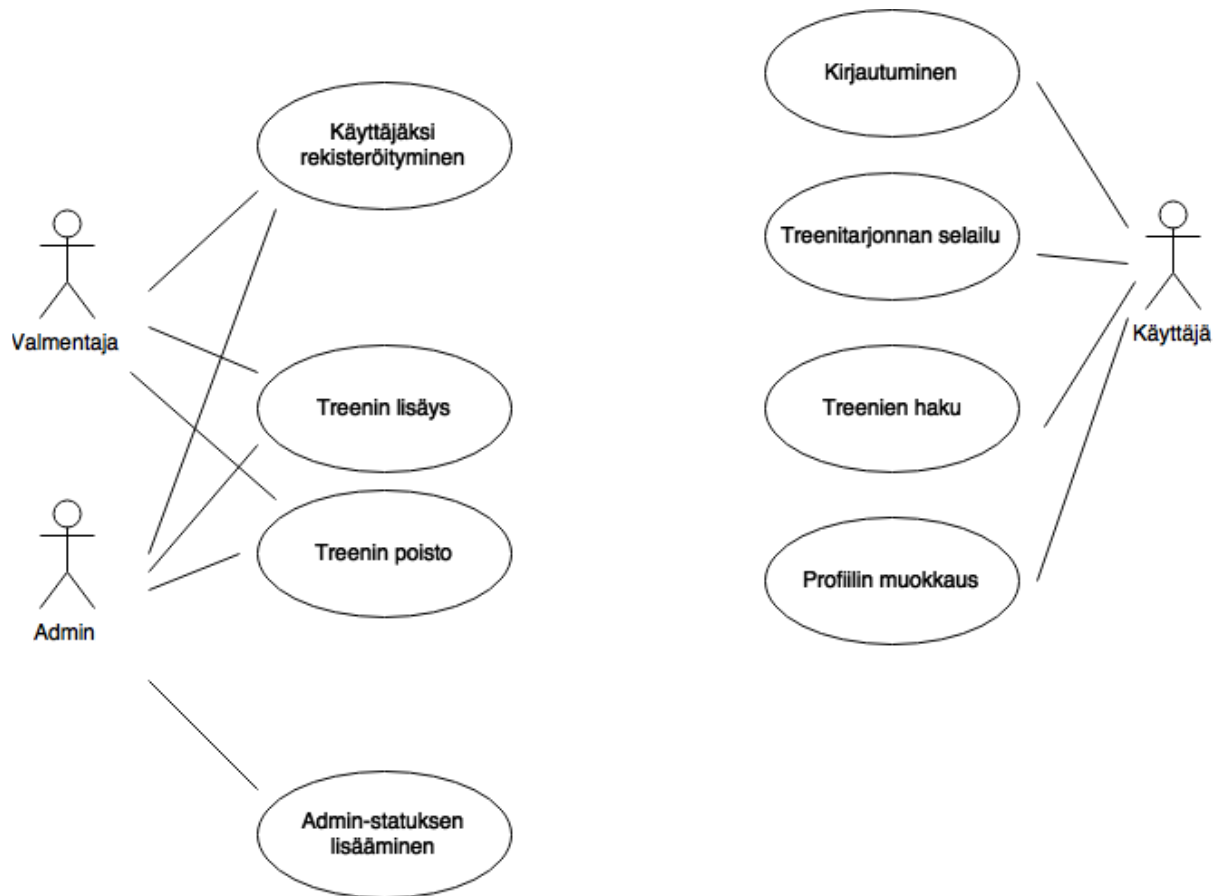 Kirjautuminen
Käyttäjäksi
rekisteröityminen
Treenitarjonnan selailu
Valmentaja
Käyttäjä
Treenin lisäys
Treenien haku
Treenin poisto
Profiilin muokkaus
Admin
Admin-statuksen
lisääminen